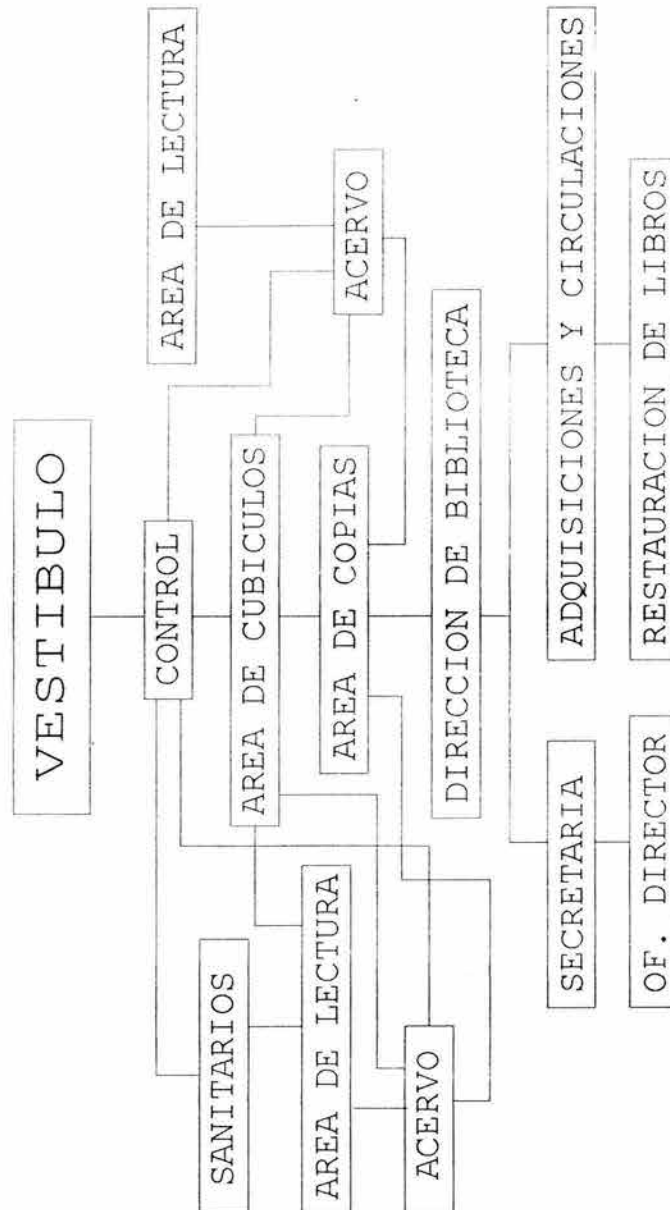 VESTIBULO
CONTROL
SANITARIOS
AREA DE CUBICULOS
AREA DE LECTURA
AREA DE LECTURA
AREA DE COPIAS
ACERVO
ACERVO
DIRECCION DE BIBLIOTECA
SECRETARIA
ADQUISICIONES Y CIRCULACIONES
OF. DIRECTOR
RESTAURACION DE LIBROS